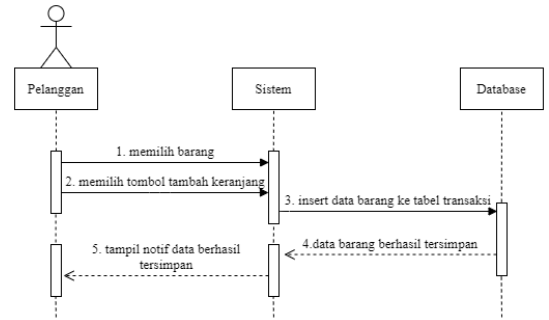 Pelanggan
Sistem
Database
1. memilih barang
2. memilih tombol tambah keranjang
3. insert data barang ke tabel transaksi
4.data barang berhasil tersimpan
5. tampil notif data berhasil
tersimpan